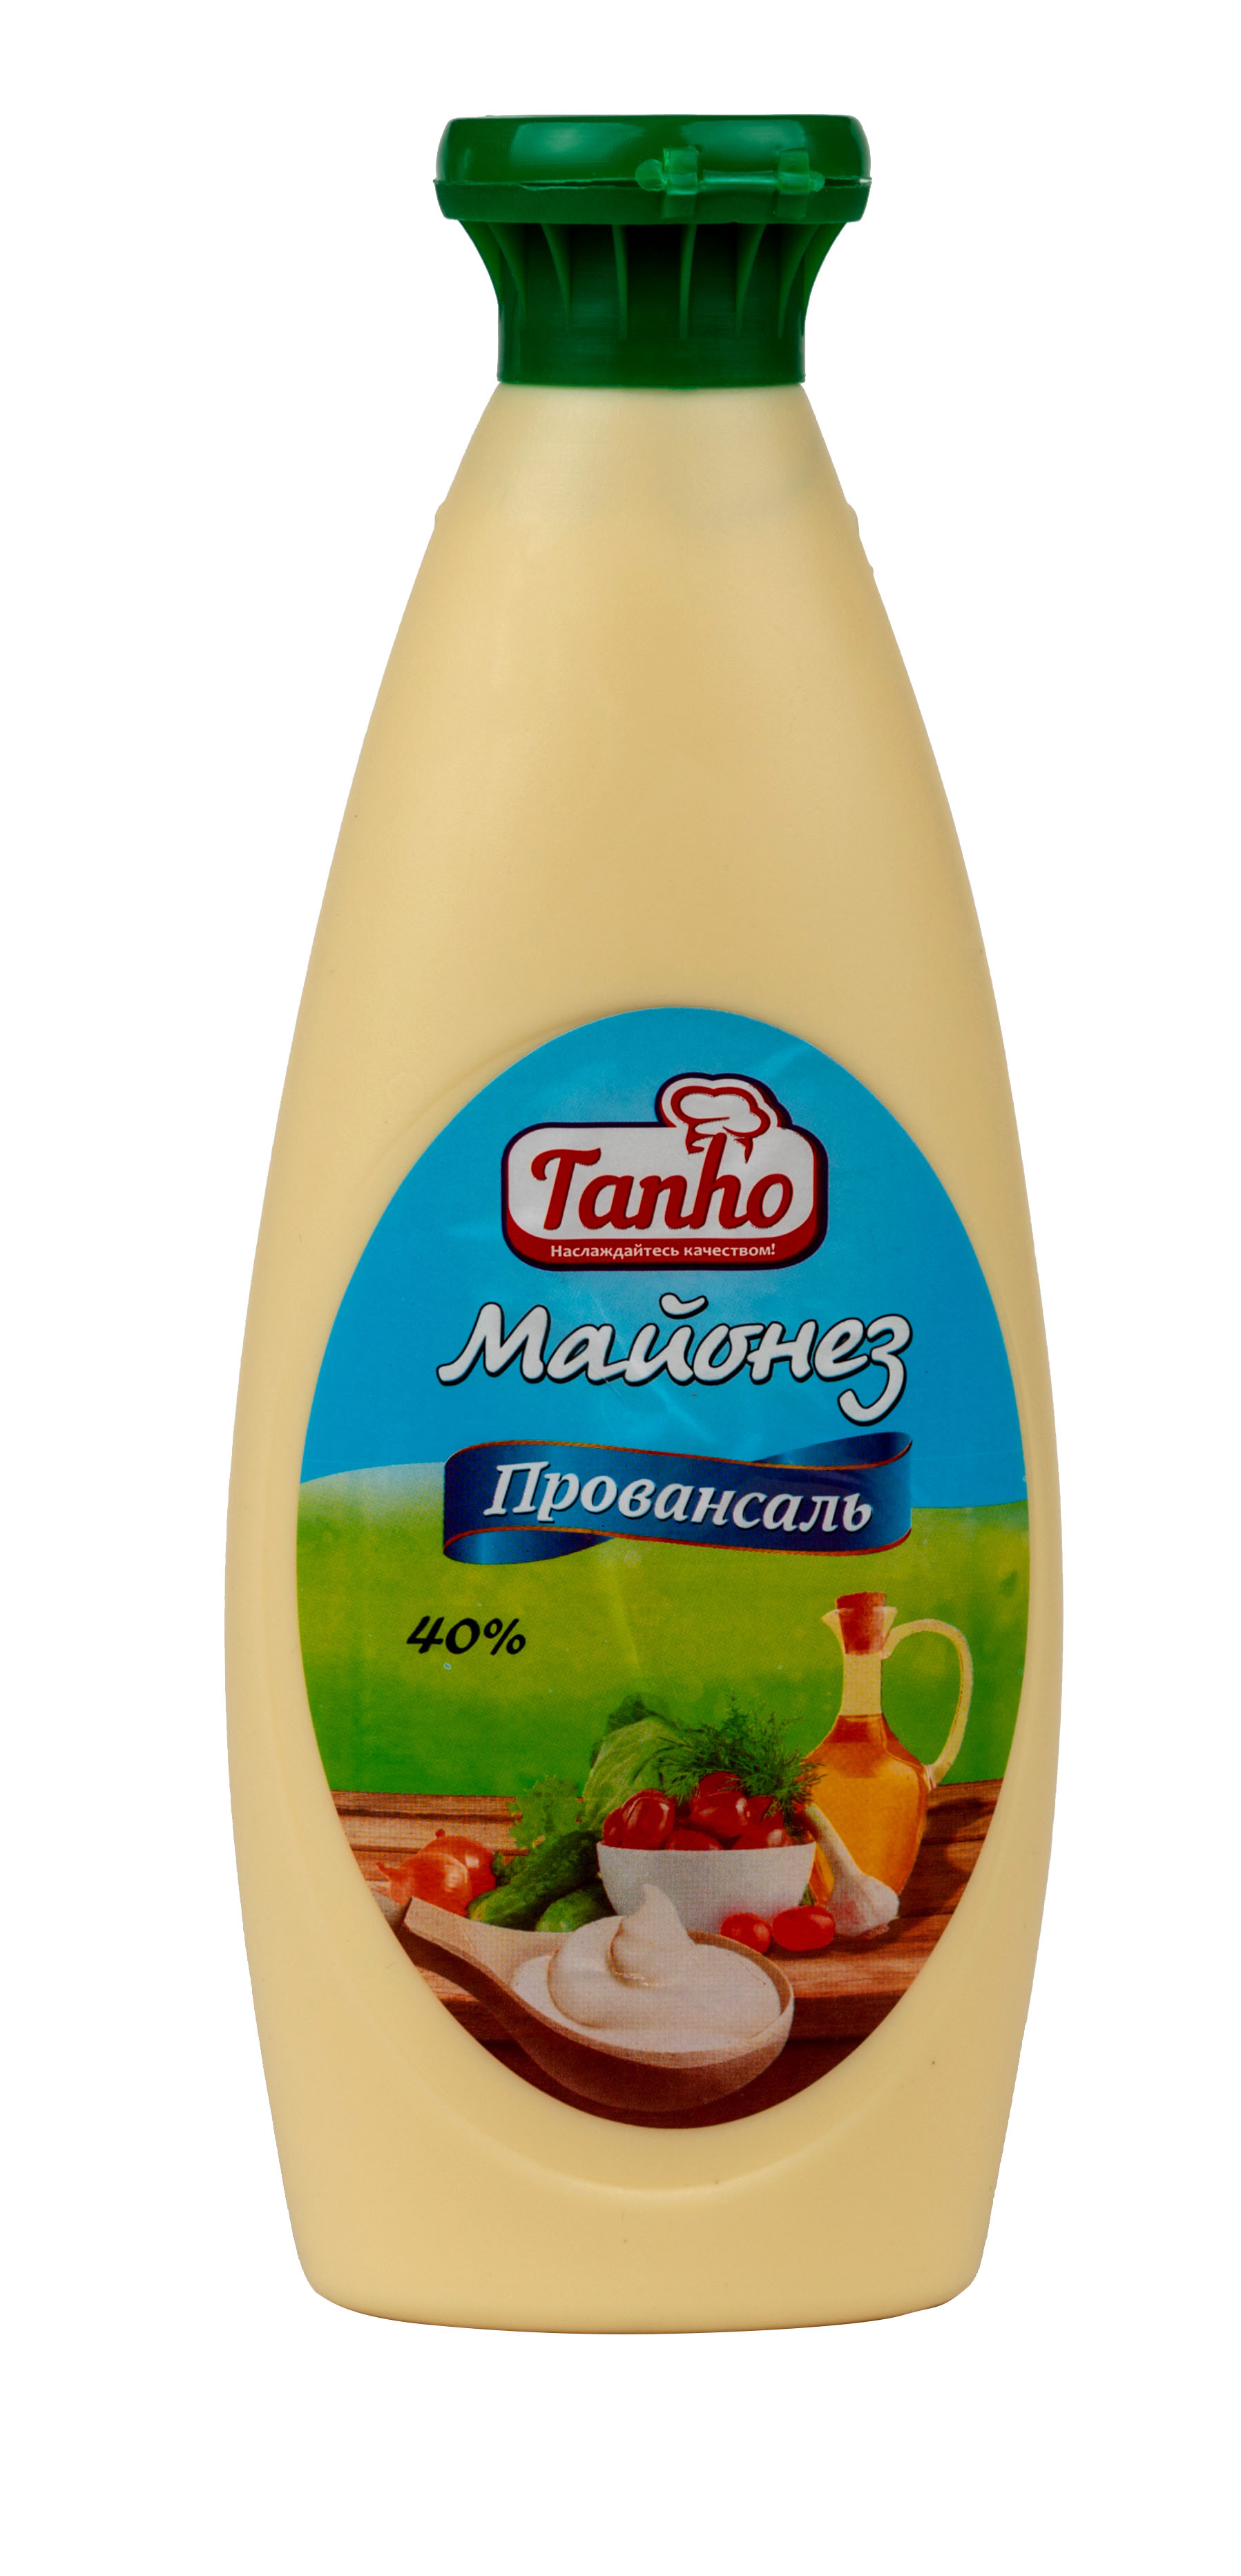 Tanho
Наслаждайтесь качеством!
Майонез
Провансаль
40%